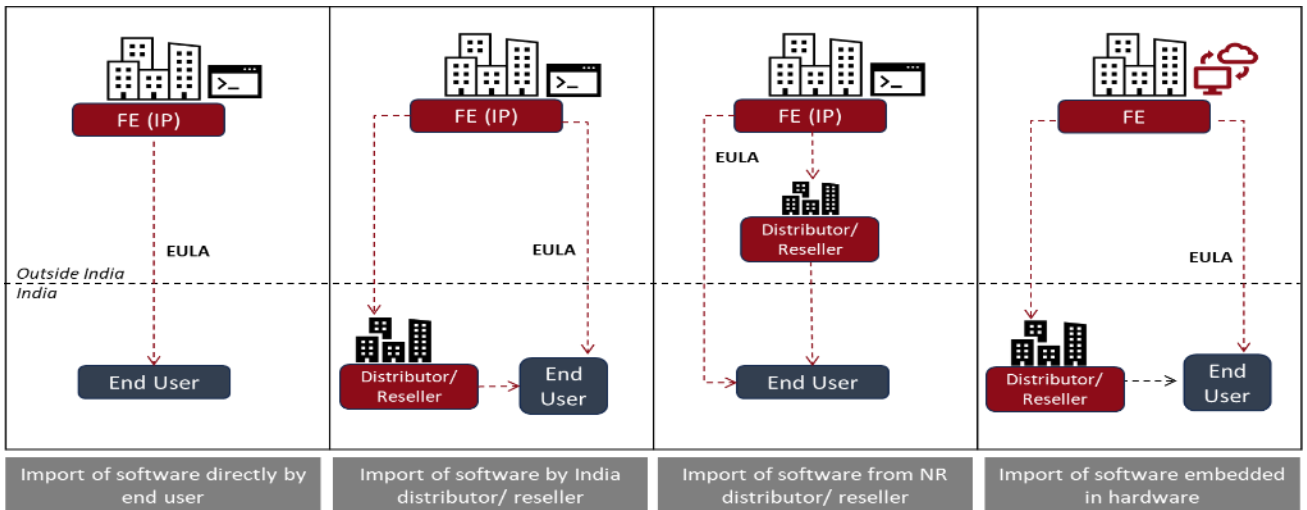 FE (IP)
EULA
Outside India
India
End User
Import of software directly by
end user
>_
FE (IP)
EULA
Distributor/
Reseller
End
User
Import of software by India
distributor/ reseller
>_
FE (IP)
EULA
Distributor/
Reseller
End User
Import of software from NR
distributor/ reseller
>_
FE
EULA
Distributor/
Reseller
End
User
Import of software embedded
in hardware